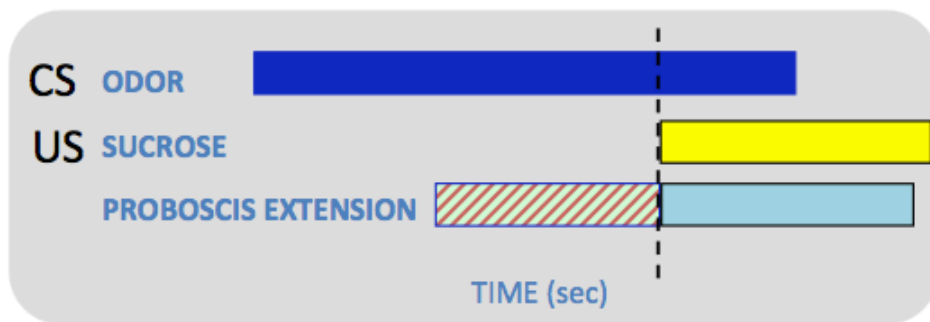 CS ODOR
US SUCROSE
PROBOSCIS EXTENSION
TIME (sec)